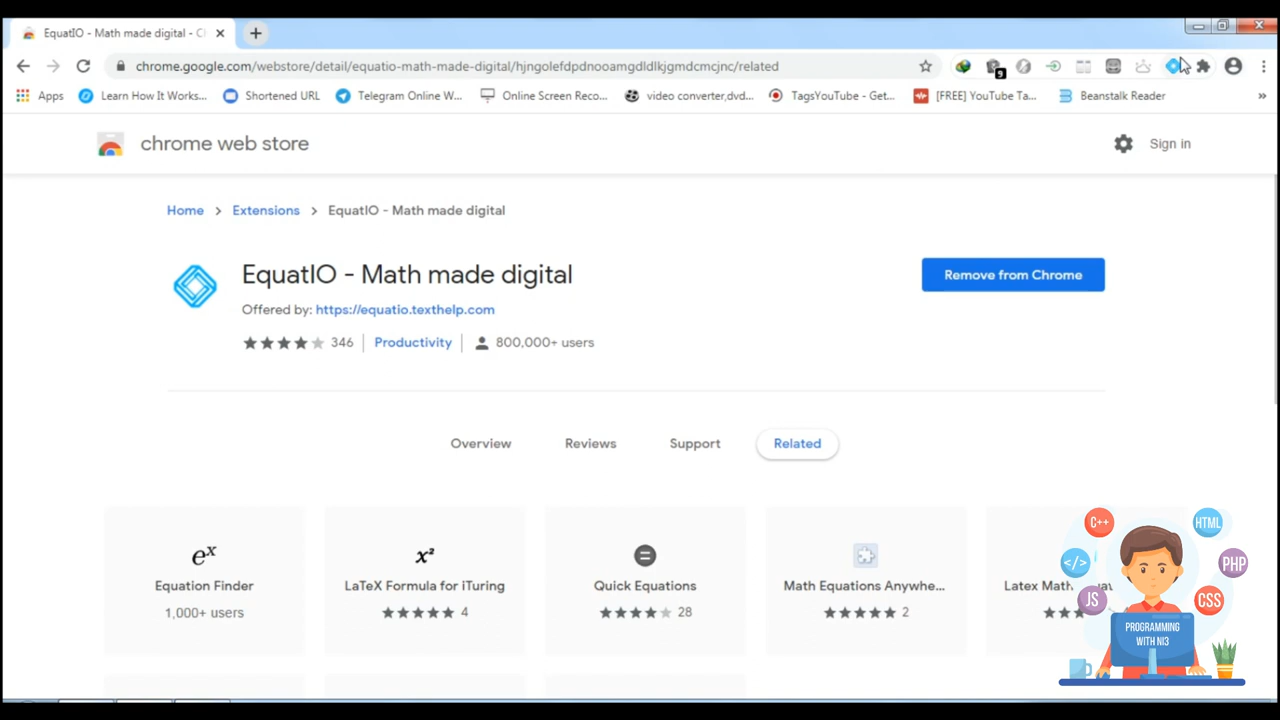 EquatIO - Math made digital - C
chrome.google.com/webstore/detail/equatio-math-made-digital/hjngolefdpdnooamgdldlkjgmdcmcjnc/related
9
Apps
Learn How It Works...
Shortened URL
Telegram Online W...
Online Screen Reco...
video converter,dvd...
TagsYouTube - Get...
[FREE] YouTube Ta...
Beanstalk Reader
»
chrome web store
Sign in
Home > Extensions > EquatIO - Math made digital
EquatIO - Math made digital
Remove from Chrome
Offered by: https://equatio.texthelp.com
346
Productivity
800,000+ users
Overview
Reviews
Support
Related
eˣ
x²
Equation Finder
LaTeX Formula for iTuring
Quick Equations
Math Equations Anywhe...
Latex Math
1,000+ users
4
28
2
C++
HTML
</>
PHP
JS
CSS
PROGRAMMING
WITH NI3